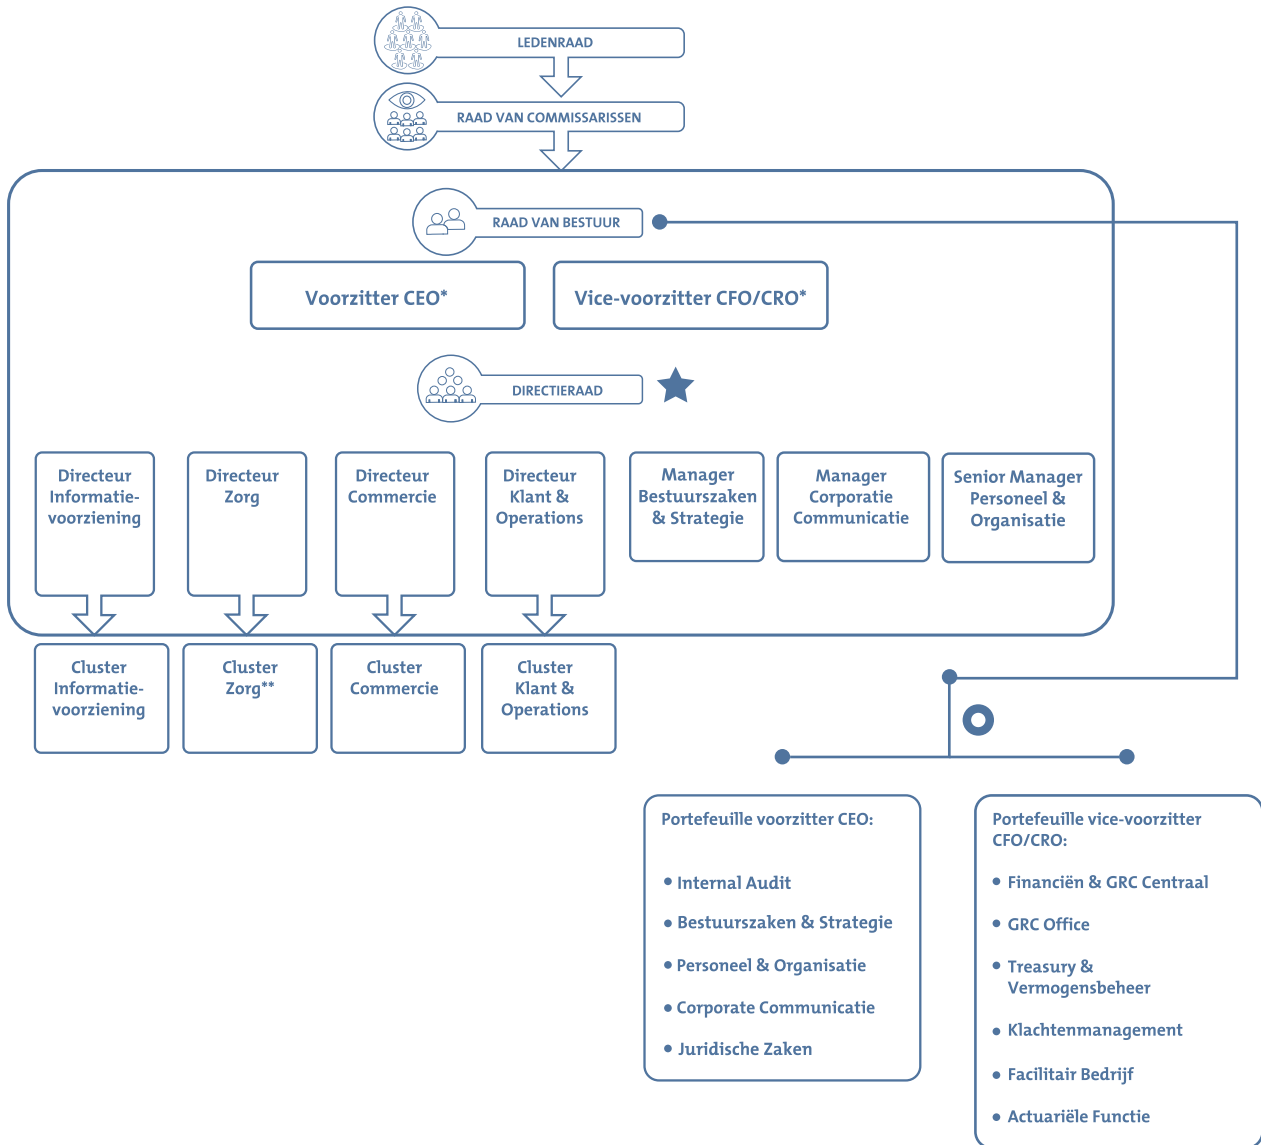 LEDENRAAD
RAAD VAN COMMISSARISSEN
RAAD VAN BESTUUR
Voorzitter CEO*
Vice-voorzitter CFO/CRO*
DIRECTIERAAD
Directeur
Informatie-
voorziening
Directeur
Zorg
Directeur
Commercie
Directeur
Klant &
Operations
Manager
Bestuurszaken
& Strategie
Manager
Corporatie
Communicatie
Senior Manager
Personeel &
Organisatie
Cluster
Informatie-
voorziening
Cluster
Zorg**
Cluster
Commercie
Cluster
Klant &
Operations
Portefeuille voorzitter CEO:
• Internal Audit
• Bestuurszaken & Strategie
• Personeel & Organisatie
• Corporate Communicatie
• Juridische Zaken
Portefeuille vice-voorzitter
CFO/CRO:
• Financiën & GRC Centraal
• GRC Office
• Treasury &
Vermogensbeheer
• Klachtenmanagement
• Facilitair Bedrijf
• Actuariële Functie